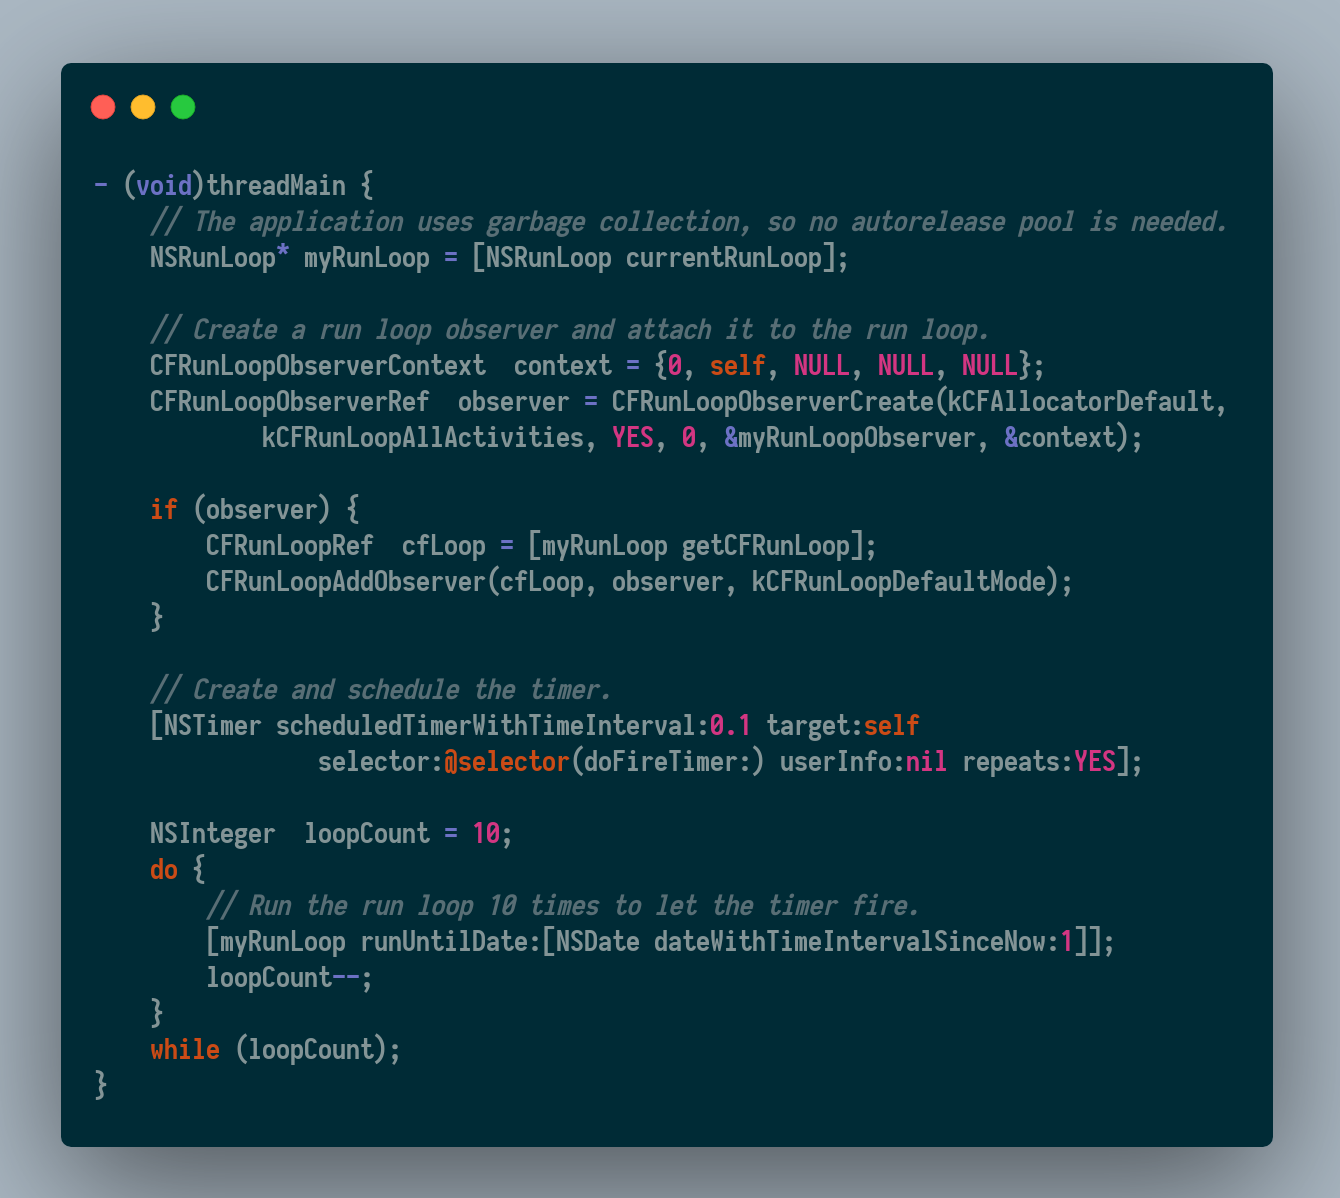 - (void)threadMain {
    // The application uses garbage collection, so no autorelease pool is needed.
    NSRunLoop* myRunLoop = [NSRunLoop currentRunLoop];

    // Create a run loop observer and attach it to the run loop.
    CFRunLoopObserverContext  context = {0, self, NULL, NULL, NULL};
    CFRunLoopObserverRef  observer = CFRunLoopObserverCreate(kCFAllocatorDefault,
            kCFRunLoopAllActivities, YES, 0, &myRunLoopObserver, &context);

    if (observer) {
        CFRunLoopRef  cfLoop = [myRunLoop getCFRunLoop];
        CFRunLoopAddObserver(cfLoop, observer, kCFRunLoopDefaultMode);
    }

    // Create and schedule the timer.
    [NSTimer scheduledTimerWithTimeInterval:0.1 target:self
                selector:@selector(doFireTimer:) userInfo:nil repeats:YES];

    NSInteger  loopCount = 10;
    do {
        // Run the run loop 10 times to let the timer fire.
        [myRunLoop runUntilDate:[NSDate dateWithTimeIntervalSinceNow:1]];
        loopCount--;
    }
    while (loopCount);
}